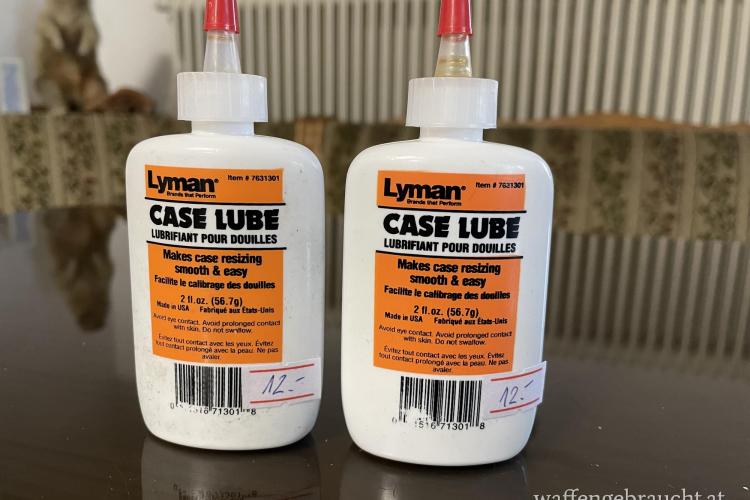 Lyman®
Item # 7631301
Brands that Perform
CASE LUBE
LUBRIFIANT POUR DOUILLES
Makes case resizing
smooth & easy
Facilite le calibrage des douilles
2 fl.oz. (56.7g)
Made in USA Fabriqué aux États-Unis
Avoid eye contact. Avoid prolonged contact
with skin. Do not swallow.
Évitez tout contact avec les yeux. Évitez
tout contact prolongé avec la peau. Ne pas
avaler.
12.-
71301 8
Lyman®
Item # 7631301
Brands that Perform
CASE LUBE
LUBRIFIANT POUR DOUILLES
Makes case resizing
smooth & easy
Facilite le calibrage des douilles
2 fl.oz. (56.7g)
Made in USA Fabriqué aux États-Unis
Avoid eye contact. Avoid prolonged contact
with skin. Do not swallow.
Évitez tout contact avec les yeux. Évitez
tout contact prolongé avec la peau. Ne pas
avaler.
12.-
0 1516 71301 8
waffengebraucht.at